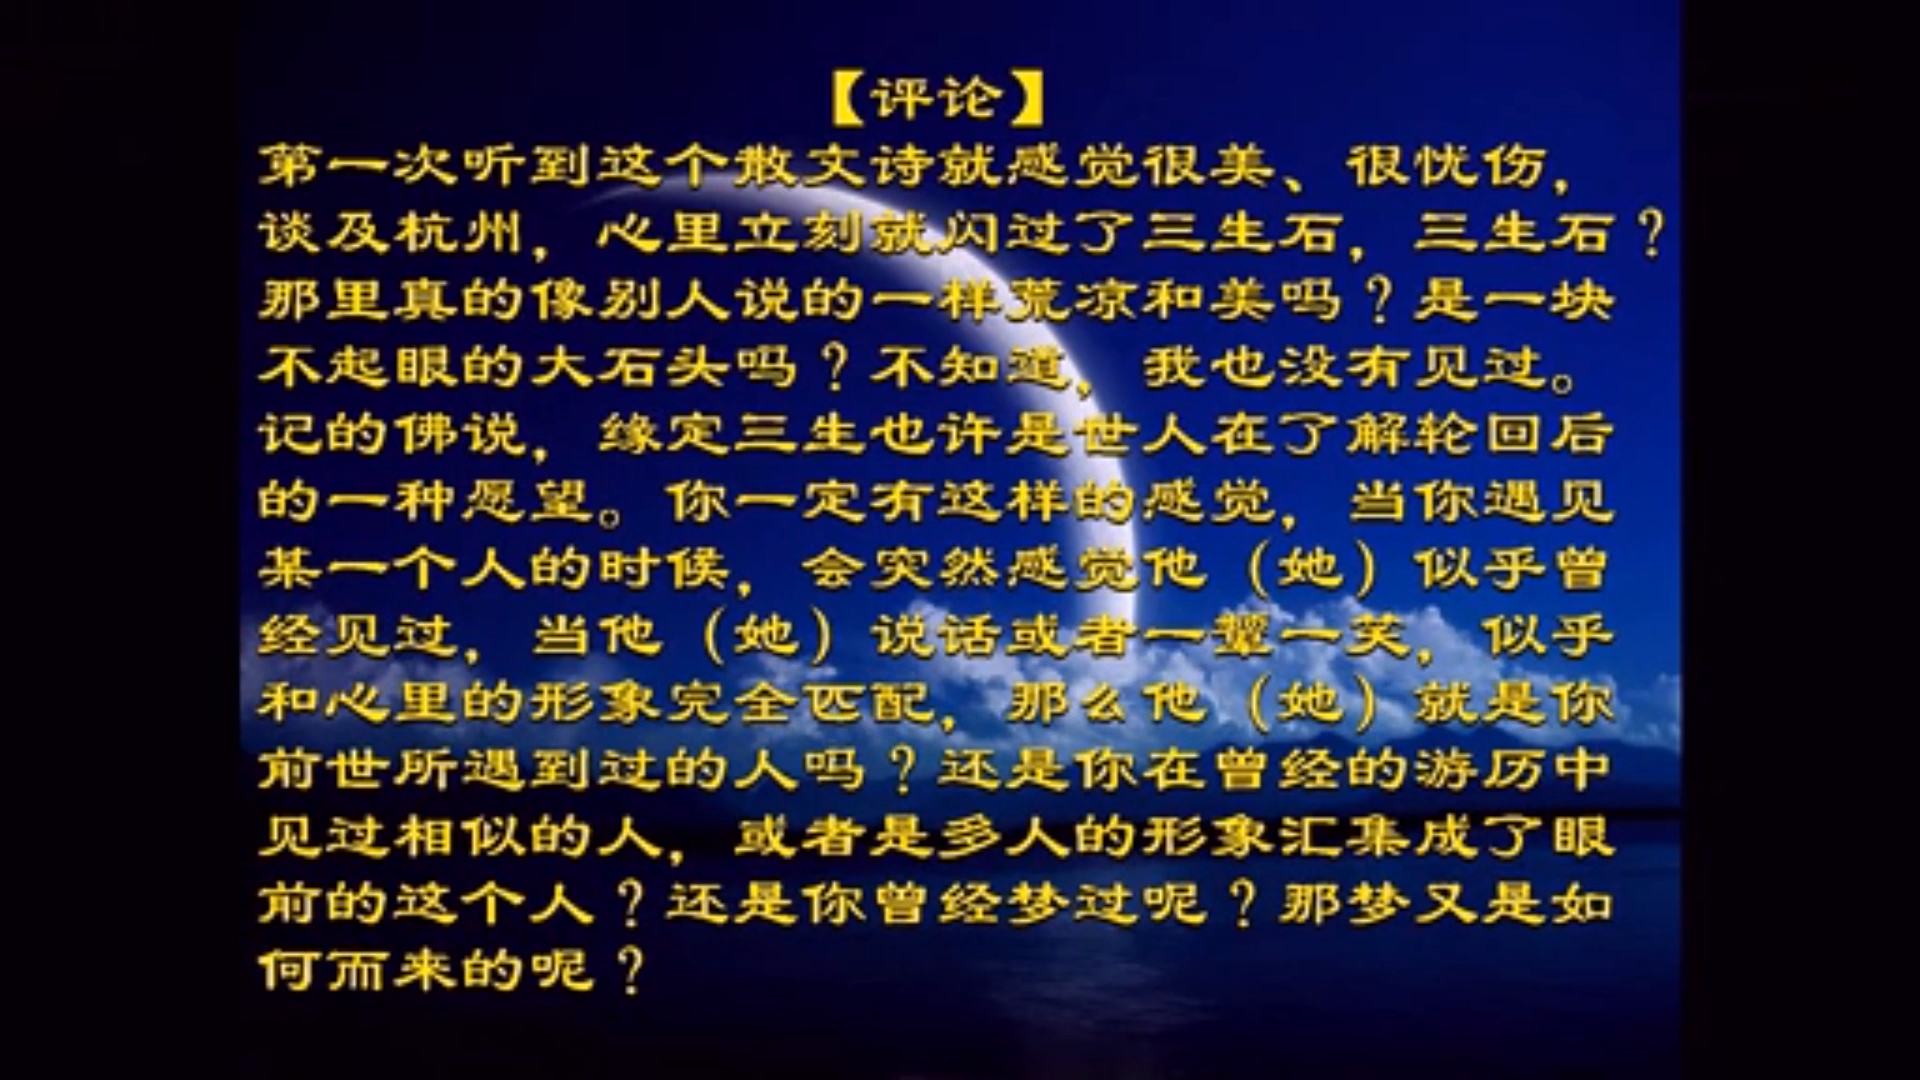 【评论】
第一次听到这个散文诗就感觉很美、很忧伤，
谈及杭州，心里立刻就闪过了三生石，三生石？
那里真的像别人说的一样荒凉和美吗？是一块
不起眼的大石头吗？不知道，我也没有见过。
记的佛说，缘定三生也许是世人在了解轮回后
的一种愿望。你一定有这样的感觉，当你遇见
某一个人的时候，会突然感觉他（她）似乎曾
经见过，当他（她）说话或者一颦一笑，似乎
和心里的形象完全匹配，那么他（她）就是你
前世所遇到过的人吗？还是你在曾经的游历中
见过相似的人，或者是多人的形象汇集成了眼
前的这个人？还是你曾经梦过呢？那梦又是如
何而来的呢？